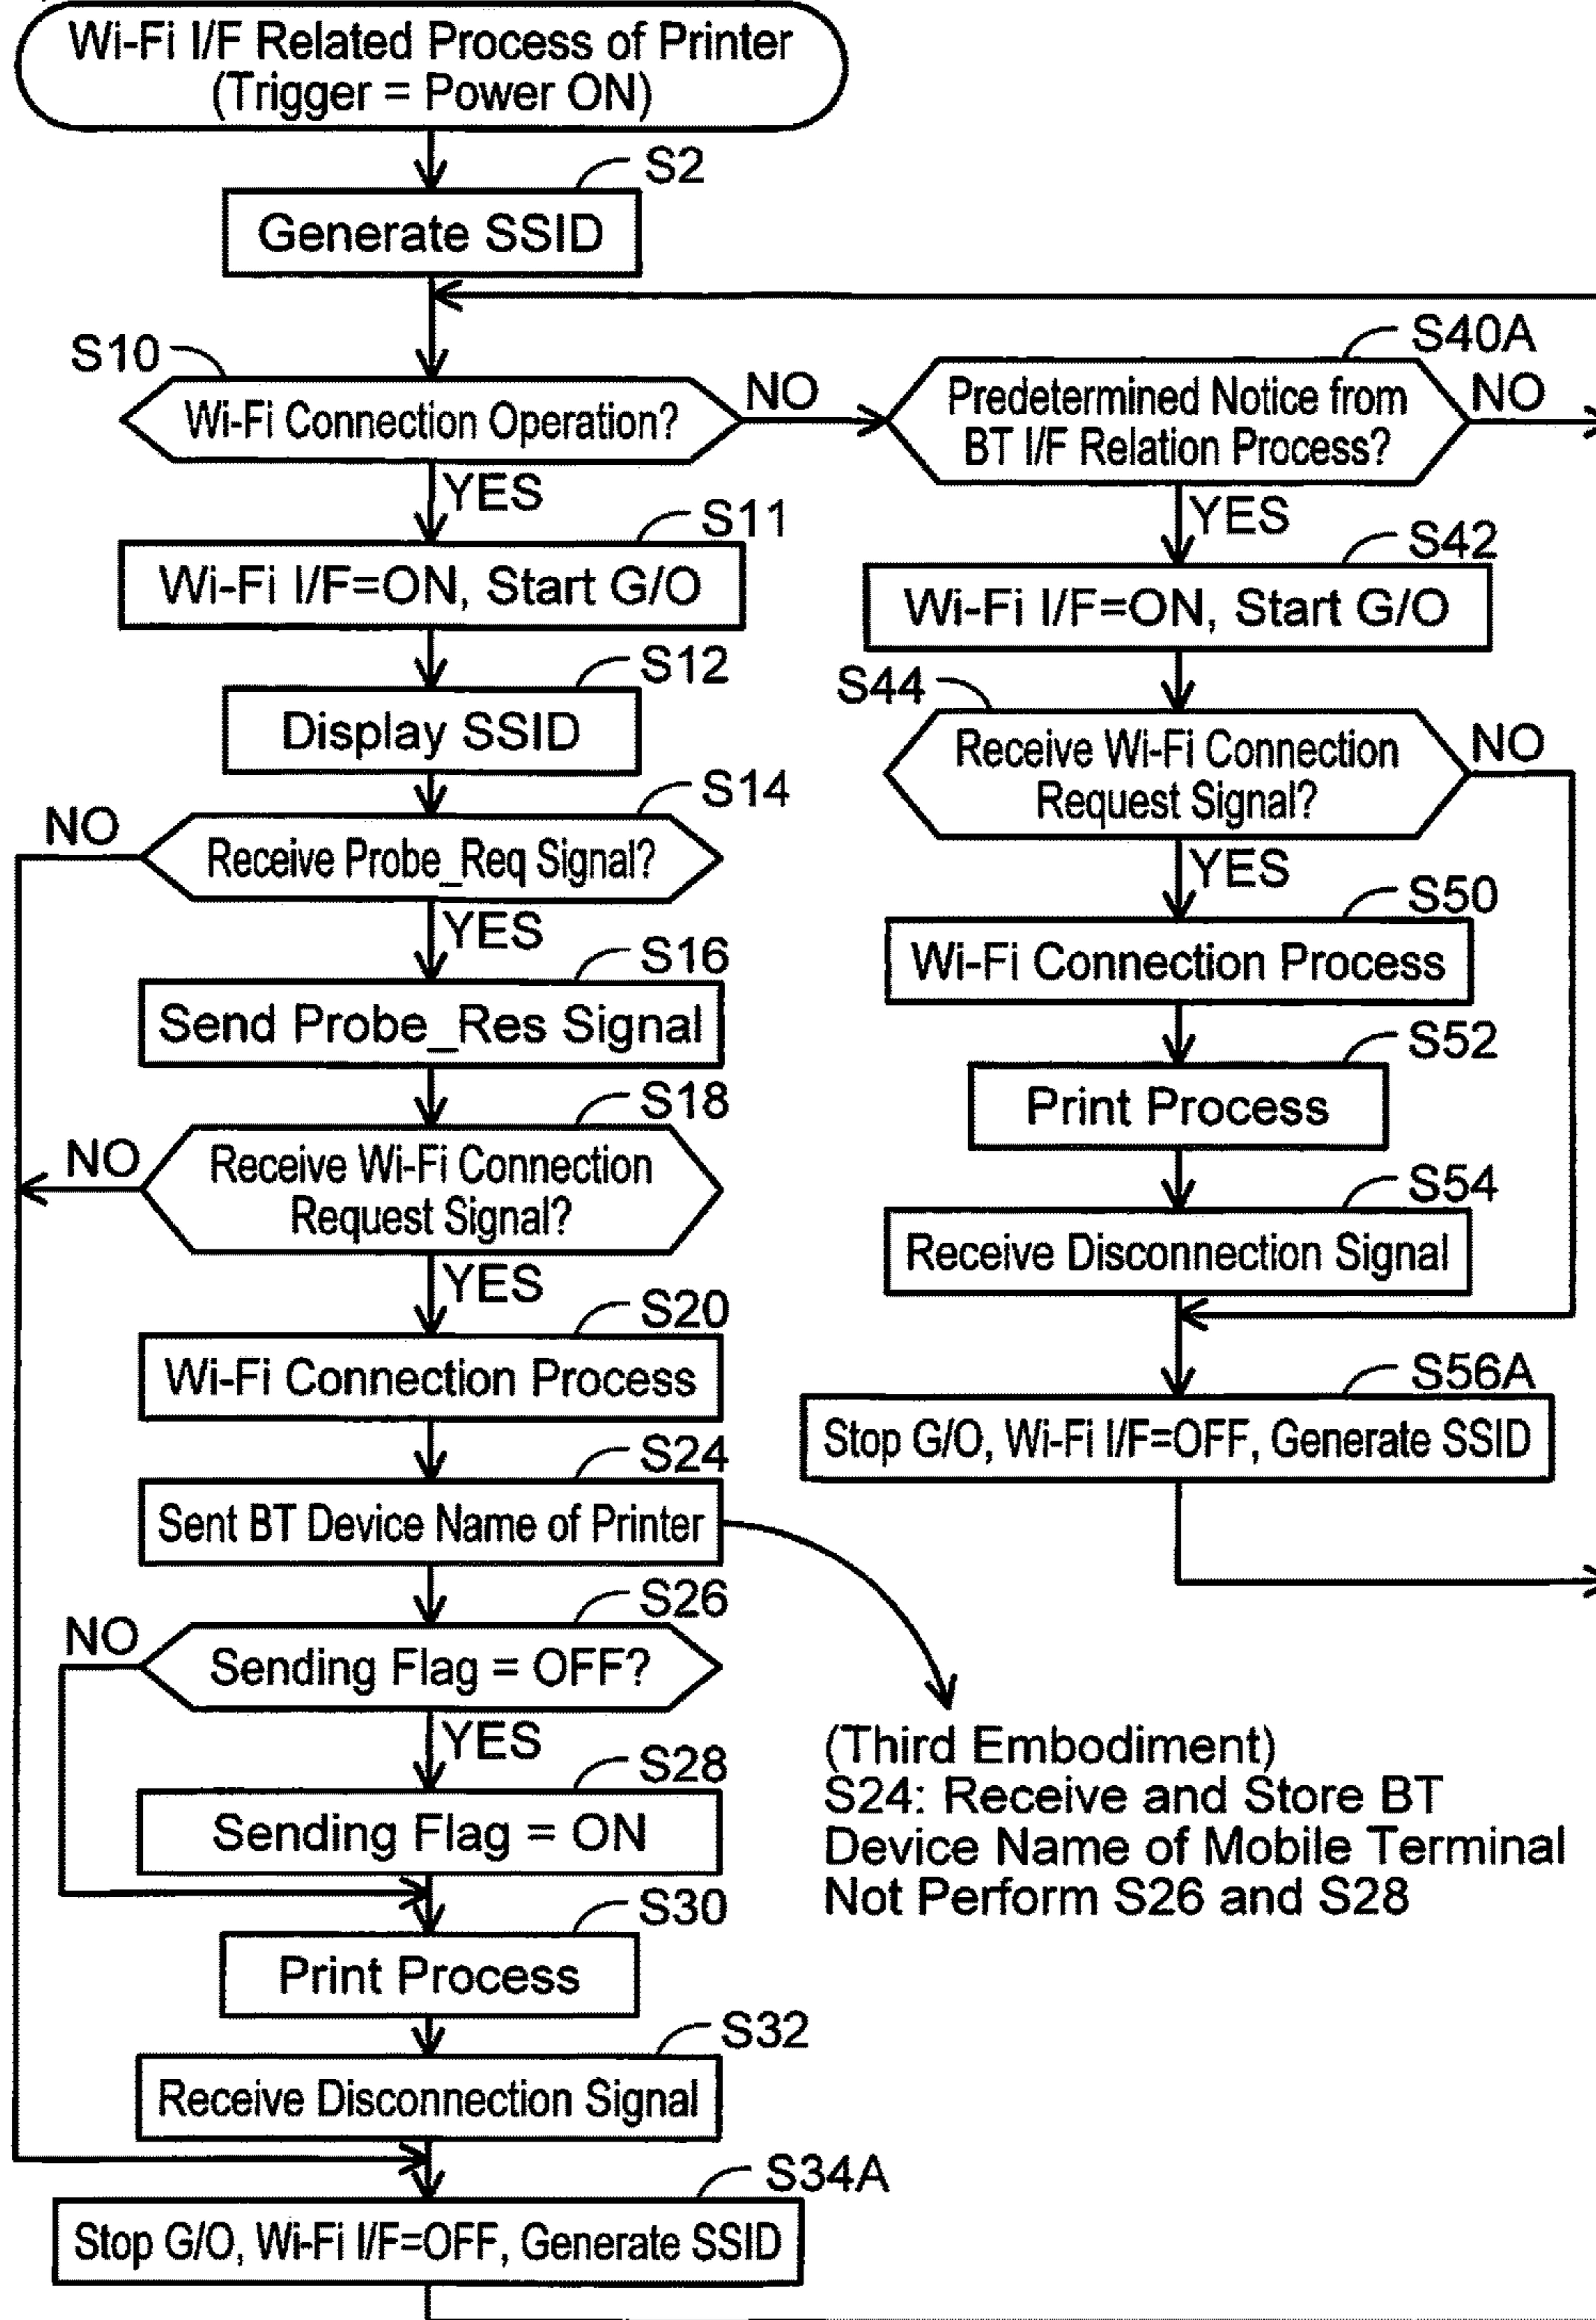 Wi-Fi I/F Related Process of Printer
(Trigger = Power ON)
S2
Generate SSID
S10
Wi-Fi Connection Operation?
NO
YES
S11
Wi-Fi I/F=ON, Start G/O
S12
Display SSID
S14
NO
Receive Probe_Req Signal?
YES
S16
Send Probe_Res Signal
S18
NO
Receive Wi-Fi Connection
Request Signal?
YES
S20
Wi-Fi Connection Process
S24
Sent BT Device Name of Printer
S26
NO
Sending Flag = OFF?
YES
S28
Sending Flag = ON
S30
Print Process
S32
Receive Disconnection Signal
S34A
Stop G/O, Wi-Fi I/F=OFF, Generate SSID
S40A
Predetermined Notice from
BT I/F Relation Process?
NO
YES
S42
Wi-Fi I/F=ON, Start G/O
S44
Receive Wi-Fi Connection
Request Signal?
NO
YES
S50
Wi-Fi Connection Process
S52
Print Process
S54
Receive Disconnection Signal
S56A
Stop G/O, Wi-Fi I/F=OFF, Generate SSID
(Third Embodiment)
S24: Receive and Store BT
Device Name of Mobile Terminal
Not Perform S26 and S28